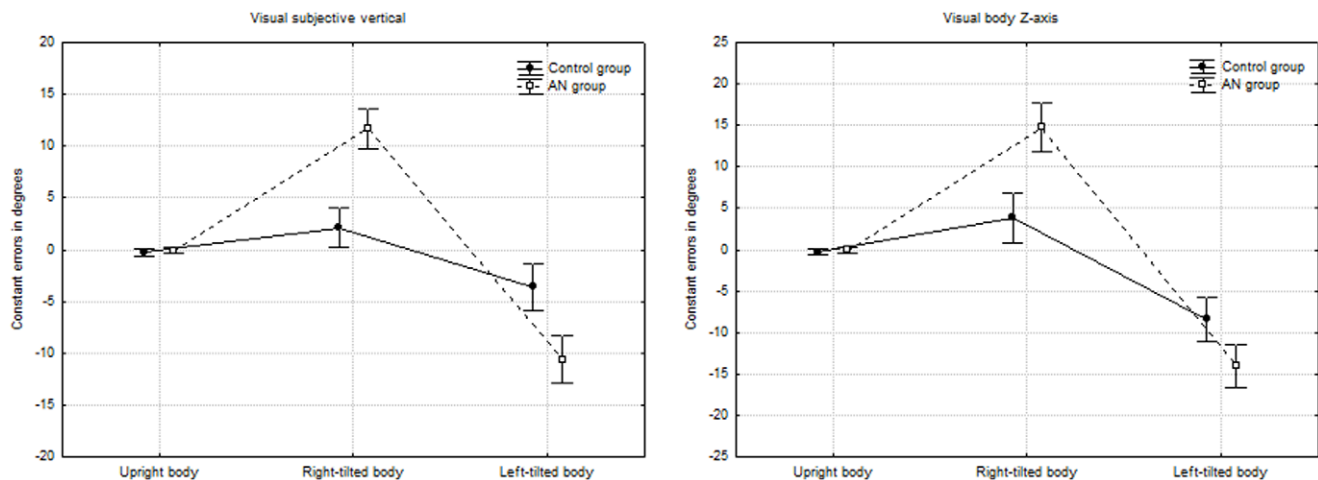 Visual subjective vertical
Constant errors in degrees
20
15
10
5
0
-5
-10
-15
-20
Control group
AN group
Upright body
Right-tilted body
Left-tilted body
Visual body Z-axis
Constant errors in degrees
25
20
15
10
5
0
-5
-10
-15
-20
-25
Control group
AN group
Upright body
Right-tilted body
Left-tilted body